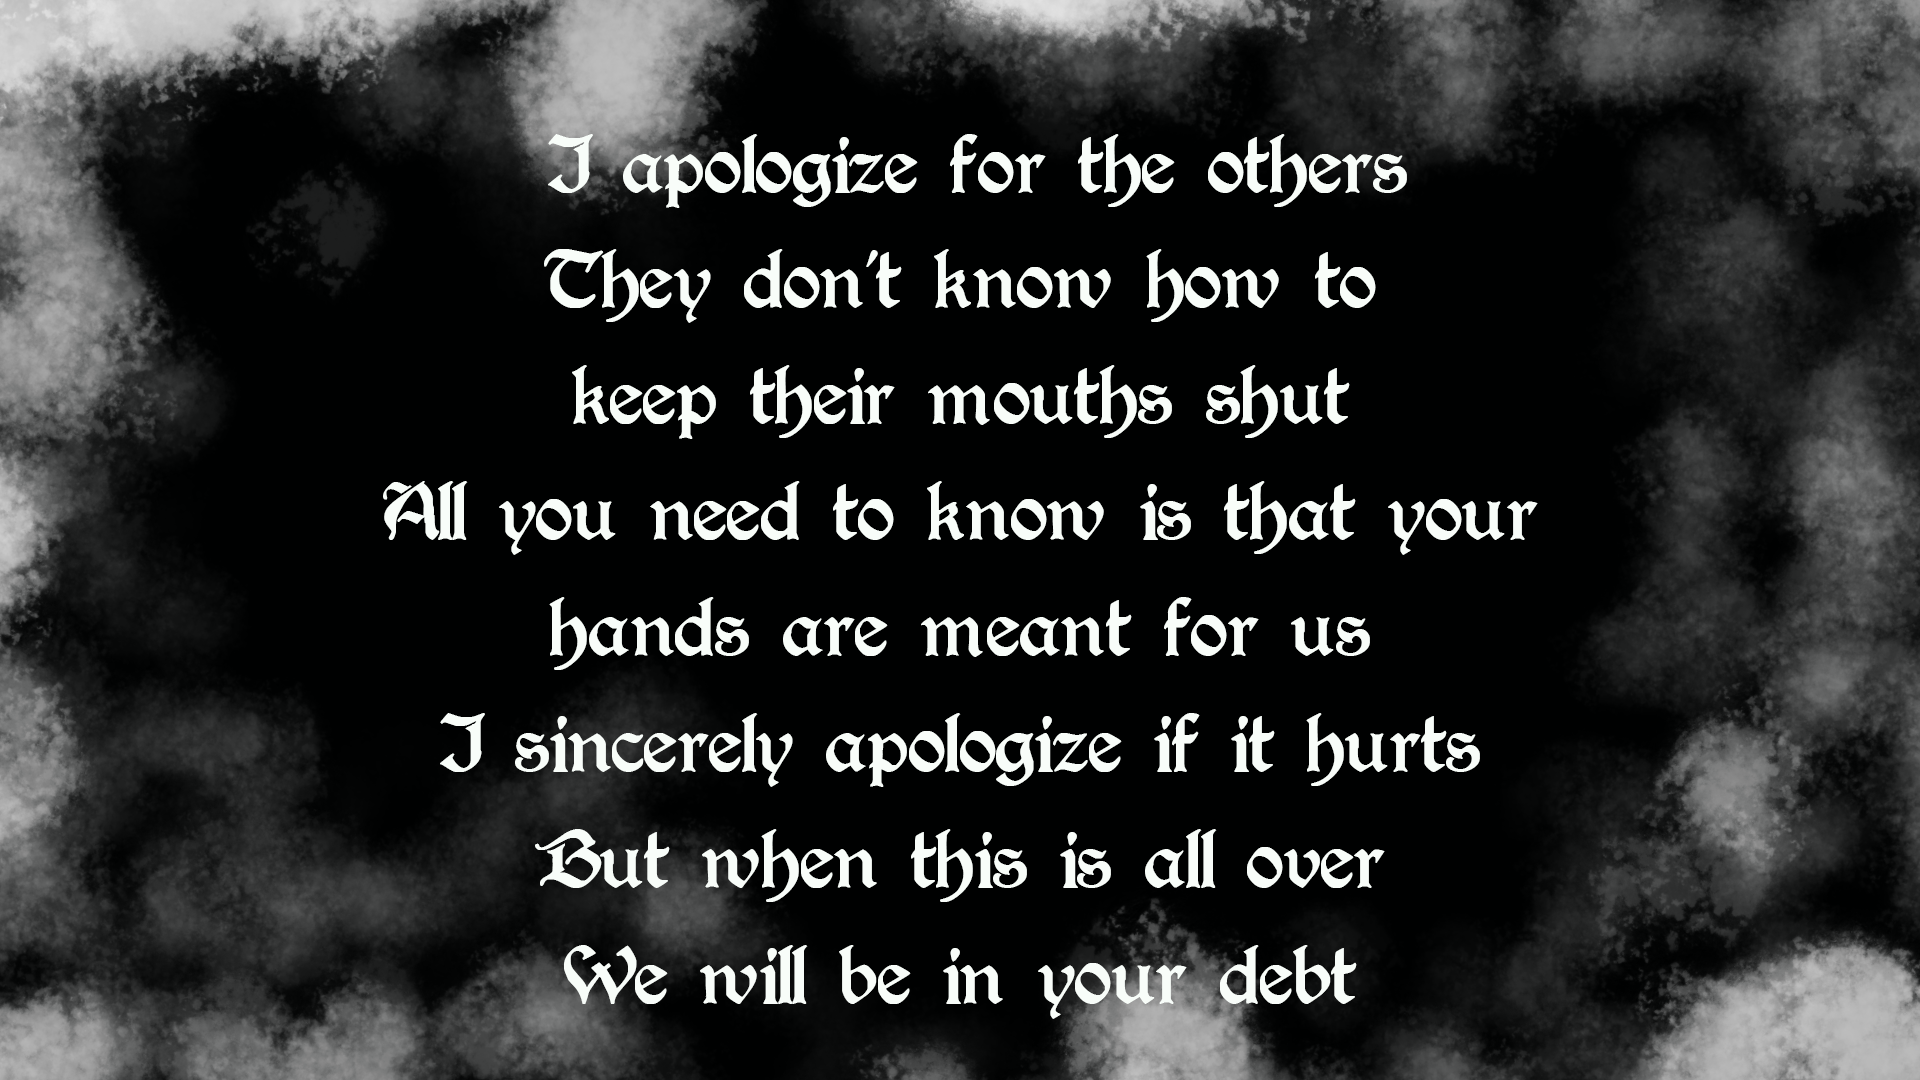 I apologize for the others
They don't know how to
keep their mouths shut
All you need to know is that your
hands are meant for us
I sincerely apologize if it hurts
But when this is all over
We will be in your debt